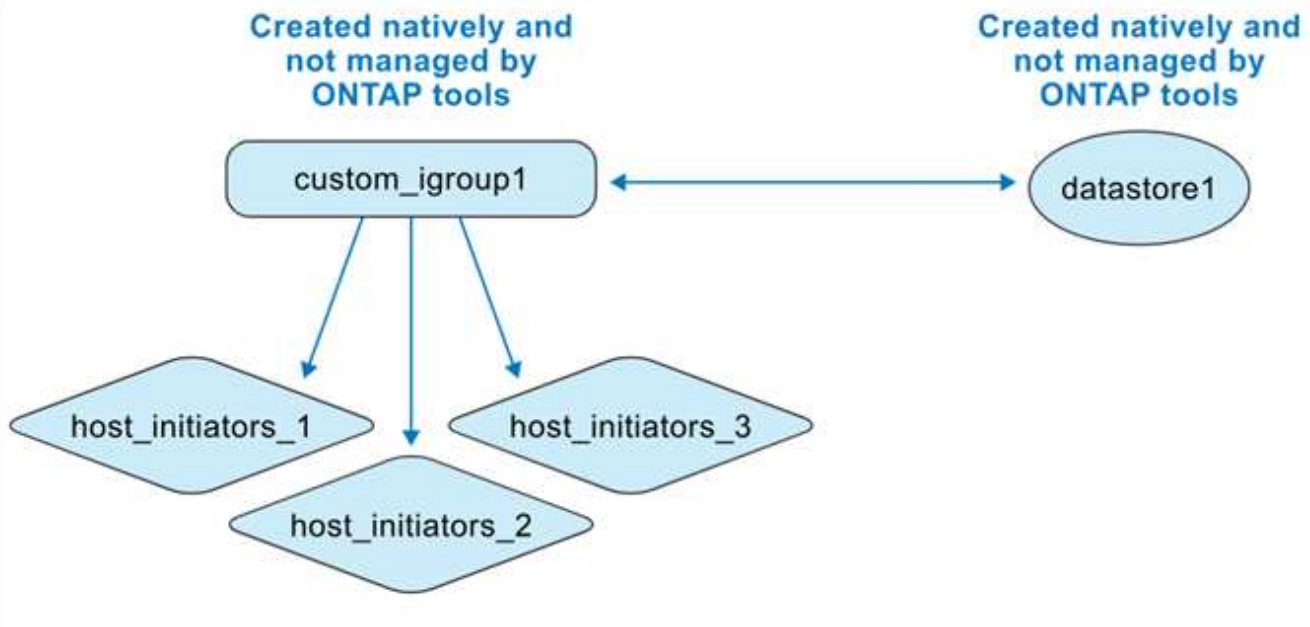 Created natively and
not managed by
ONTAP tools
Created natively and
not managed by
ONTAP tools
custom_igroup1
datastore1
host_initiators_1
host_initiators_3
host_initiators_2